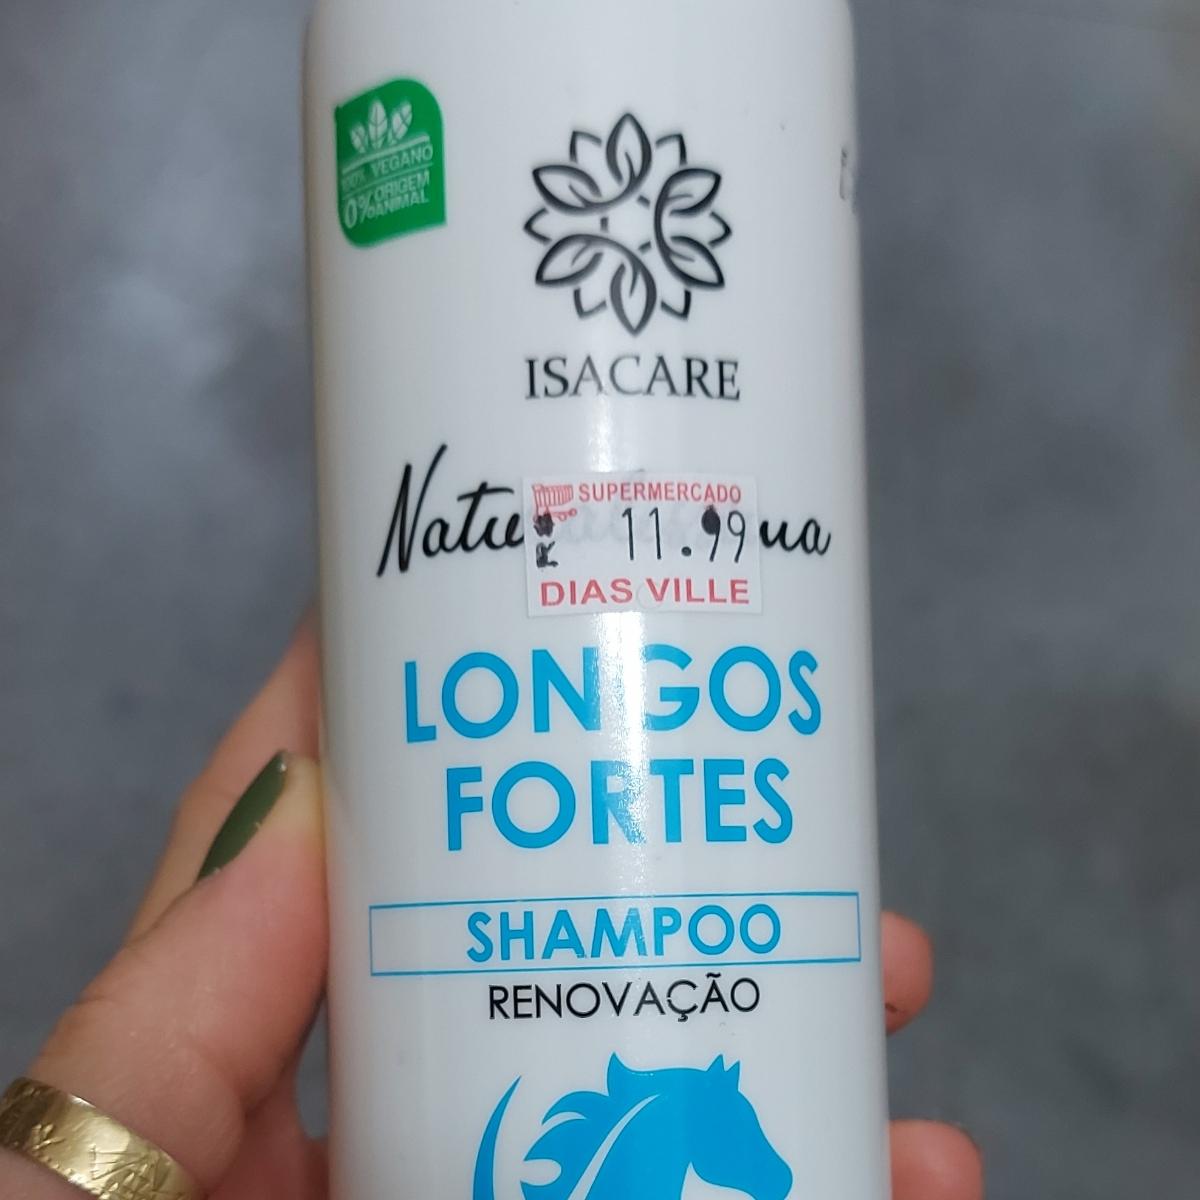 100% VEGANO
0% ORIGEM
ANIMAL
ISACARE
SUPERMERCADO
11.99
DIAS VILLE
LONGOS
FORTES
SHAMPOO
RENOVAÇÃO